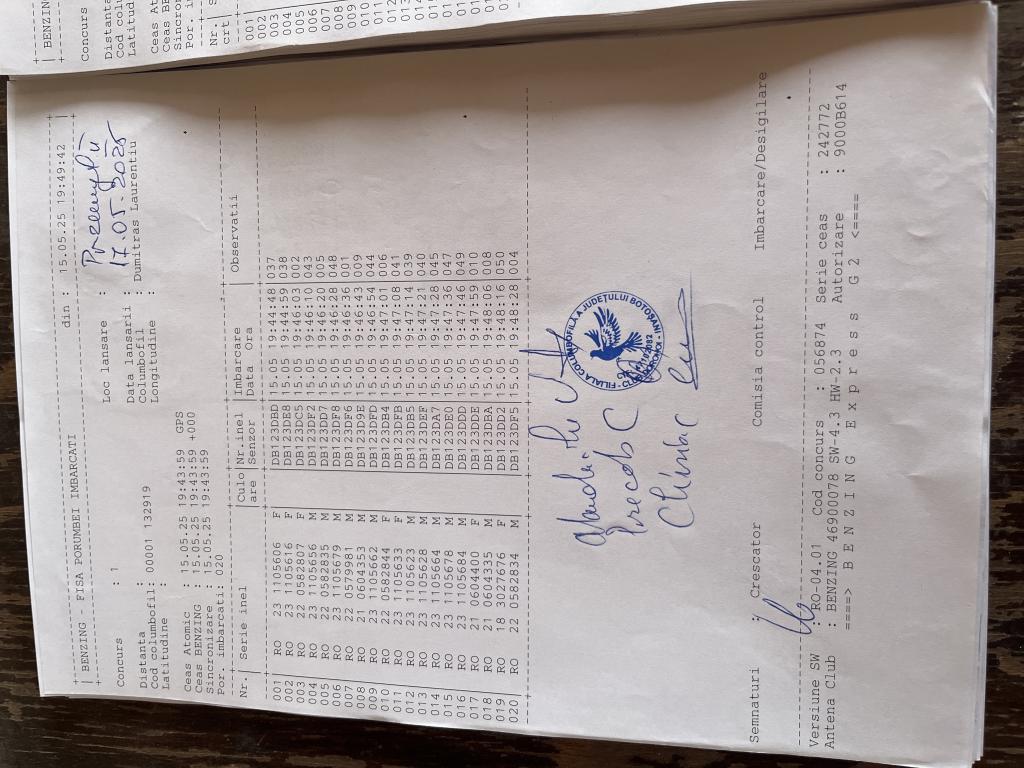 BENZING - FISA PORUMBEI IMBARCATI din : 15.05.25 19:49:42
Concurs : 1 Loc lansare :
Distanta : Data lansarii : 17.05.2025
Cod columbofil: 00001 132919 Columbofil : Dumitras Laurentiu
Latitudine : Longitudine :
Ceas Atomic : 15.05.25 19:43:59 GPS
Ceas BENZING : 15.05.25 19:43:59 +000
Sincronizare : 15.05.25 19:43:59
Por. imbarcati: 020
Nr. | Serie inel |Culo|Nr.inel |Imbarcare | Observatii
|are |Senzor |Data Ora
001 RO 23 1105606 F DB123DBD 15.05 19:44:48 037
002 RO 23 1105616 F DB123DE8 15.05 19:44:59 038
003 RO 22 0582807 F DB123DC5 15.05 19:46:03 002
004 RO 23 1105656 M DB123DF2 15.05 19:46:12 043
005 RO 22 0582835 M DB123DD7 15.05 19:46:20 005
006 RO 23 1105679 M DB123DF8 15.05 19:46:28 048
007 RO 22 0579981 M DB123DF6 15.05 19:46:36 001
008 RO 21 0604353 M DB123D9E 15.05 19:46:43 009
009 RO 23 1105662 M DB123DFD 15.05 19:46:54 044
010 RO 22 0582844 F DB123DB4 15.05 19:47:01 006
011 RO 23 1105633 F DB123DFB 15.05 19:47:08 041
012 RO 23 1105623 M DB123DB5 15.05 19:47:14 039
013 RO 23 1105628 M DB123DEF 15.05 19:47:21 040
014 RO 23 1105664 M DB123DA7 15.05 19:47:28 045
015 RO 23 1105678 M DB123DD0 15.05 19:47:36 047
016 RO 23 1105684 M DB123DDD 15.05 19:47:46 049
017 RO 21 0604400 F DB123DDE 15.05 19:47:59 010
018 RO 21 0604335 M DB123DBA 15.05 19:48:06 008
019 RO 18 3027676 F DB123DD2 15.05 19:48:16 050
020 RO 22 0582834 M DB123DF5 15.05 19:48:28 004
FILIALA COLUMBOFILA A JUDEȚULUI BOTOȘANI
Precob C
Semnaturi : Crescator Comisia control Imbarcare/Desigilare
Versiune SW : RO-04.01 Cod concurs : 056874 Serie ceas : 242772
Antena Club : BENZING 46900078 SW-4.3 HW-2.3 Autorizare : 9000B614
====> B E N Z I N G E x p r e s s G 2 <====